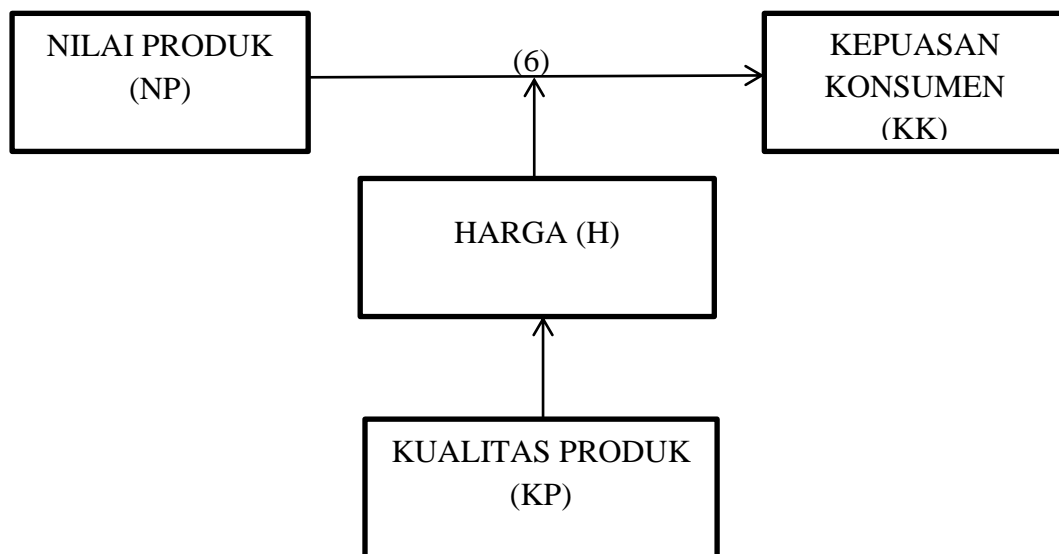 NILAI PRODUK
(NP)
(6)
KEPUASAN
KONSUMEN
(KK)
HARGA (H)
KUALITAS PRODUK
(KP)